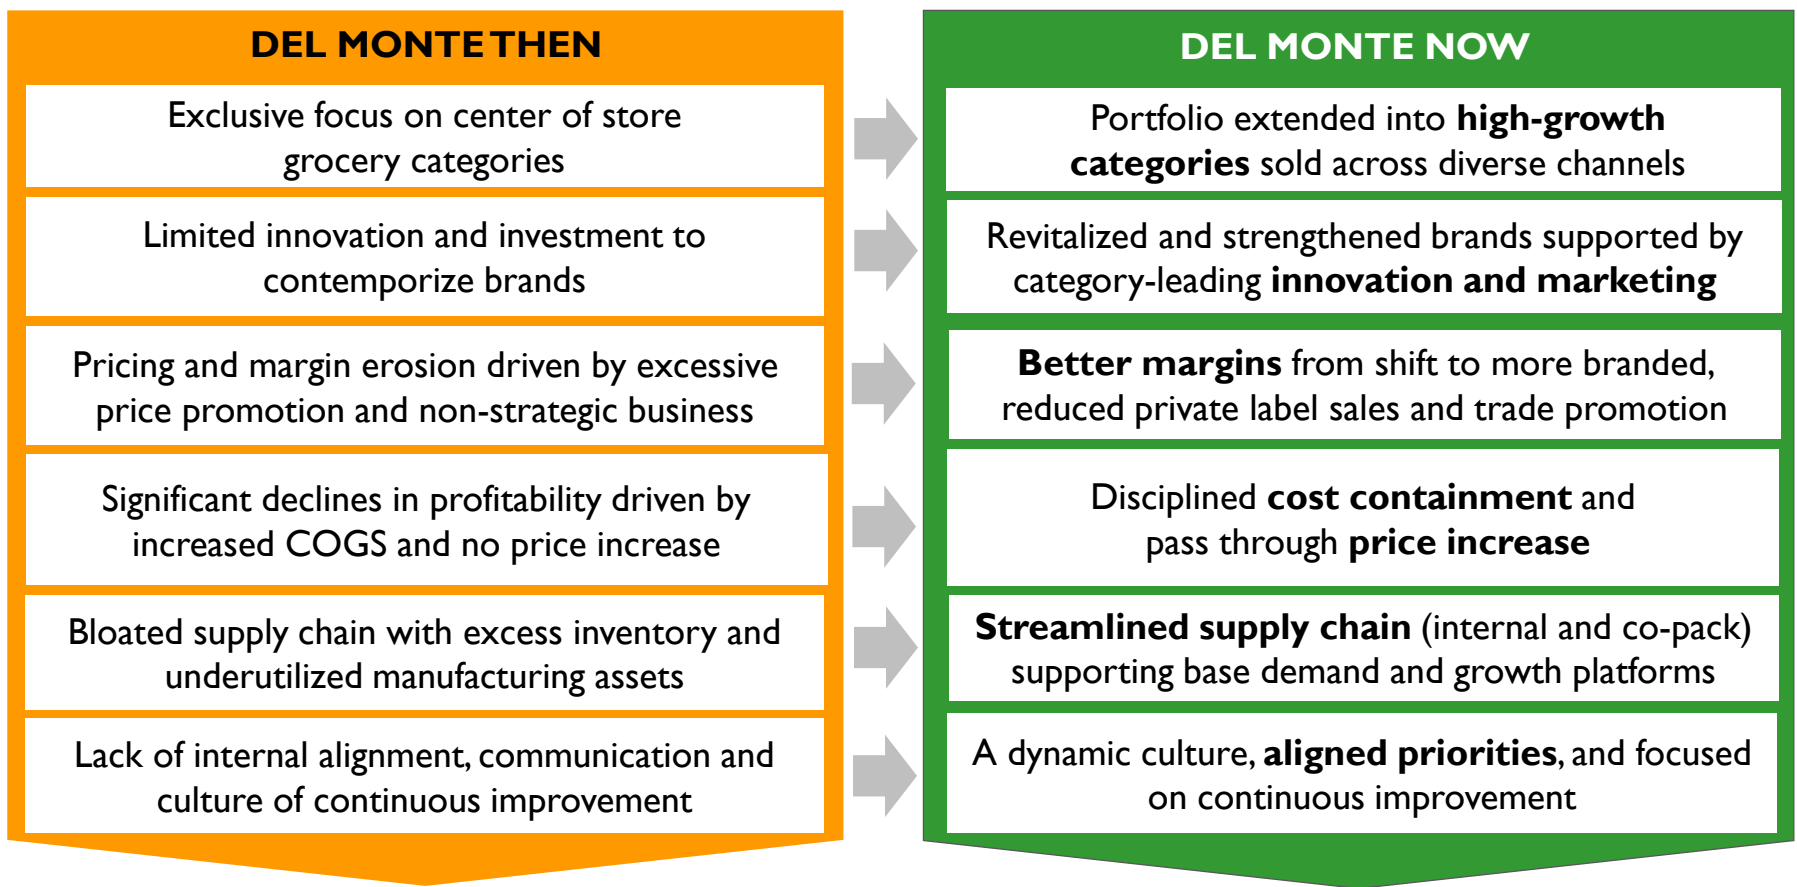 DEL MONTE THEN
DEL MONTE NOW
Exclusive focus on center of store
grocery categories
Portfolio extended into high-growth
categories sold across diverse channels
Limited innovation and investment to
contemporize brands
Revitalized and strengthened brands supported by
category-leading innovation and marketing
Pricing and margin erosion driven by excessive
price promotion and non-strategic business
Better margins from shift to more branded,
reduced private label sales and trade promotion
Significant declines in profitability driven by
increased COGS and no price increase
Disciplined cost containment and
pass through price increase
Bloated supply chain with excess inventory and
underutilized manufacturing assets
Streamlined supply chain (internal and co-pack)
supporting base demand and growth platforms
Lack of internal alignment, communication and
culture of continuous improvement
A dynamic culture, aligned priorities, and focused
on continuous improvement